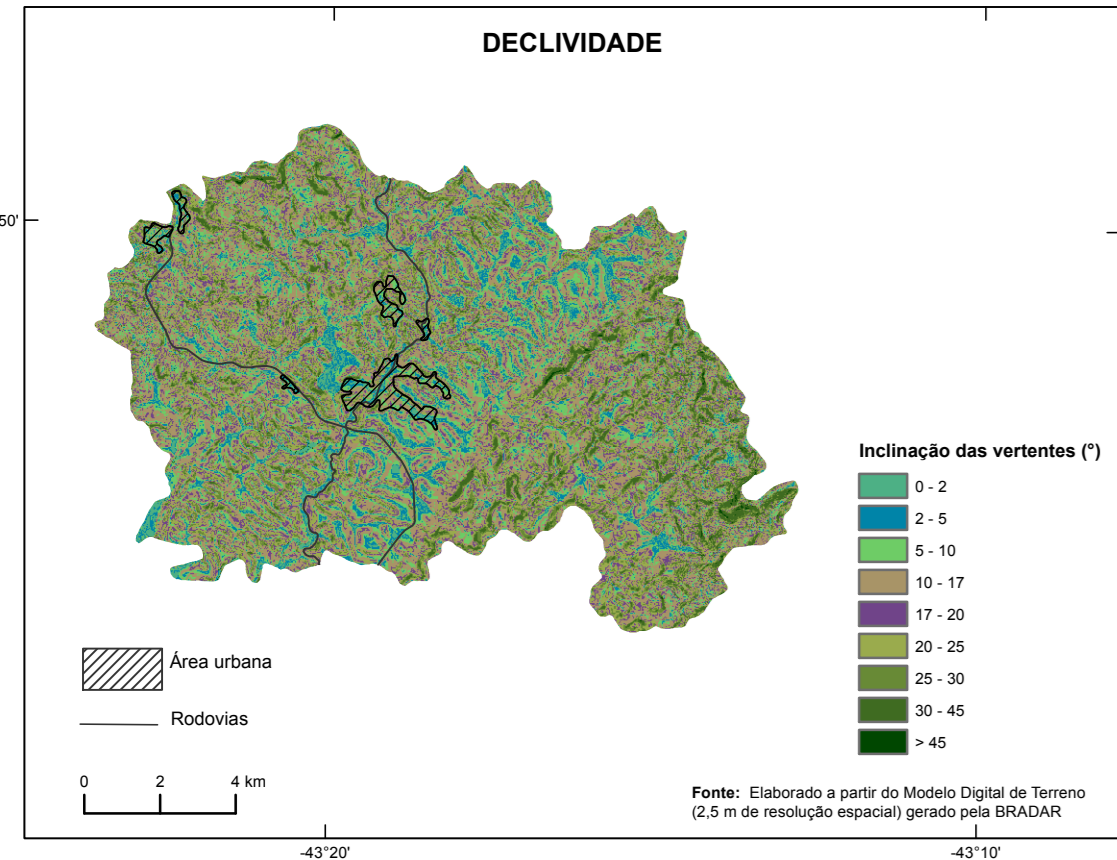 DECLIVIDADE
50'
Inclinação das vertentes (°)
0 - 2
2 - 5
5 - 10
10 - 17
17 - 20
20 - 25
25 - 30
30 - 45
> 45
Área urbana
Rodovias
0 2 4 km
Fonte: Elaborado a partir do Modelo Digital de Terreno
(2,5 m de resolução espacial) gerado pela BRADAR
-43°20' -43°10'